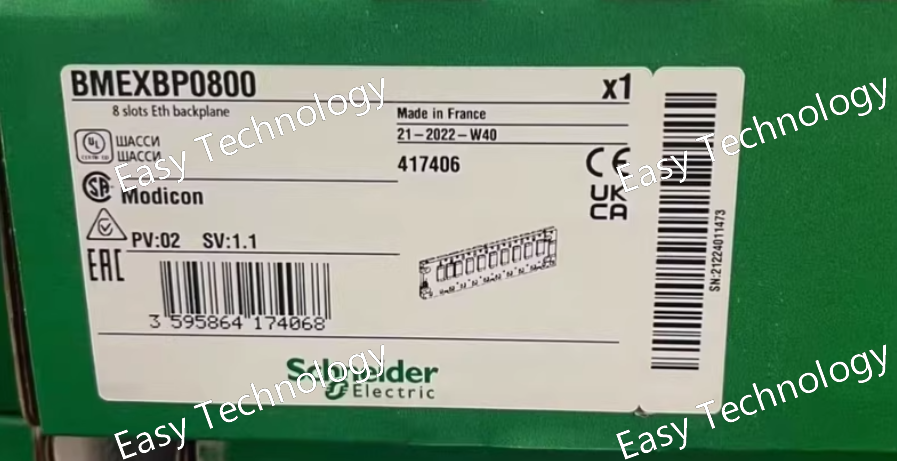 BMEXBP0800
x1
8 slots Eth backplane
Made in France
21-2022-W40
UL
ШАССИ
ШАССИ
417406
CE
UK
CA
Modicon
PV:02 SV:1.1
EAC
3 595864 174068
SN:21224011473
Schneider
Electric
Easy Technology
Easy Technology
Easy Technology
Easy Technology